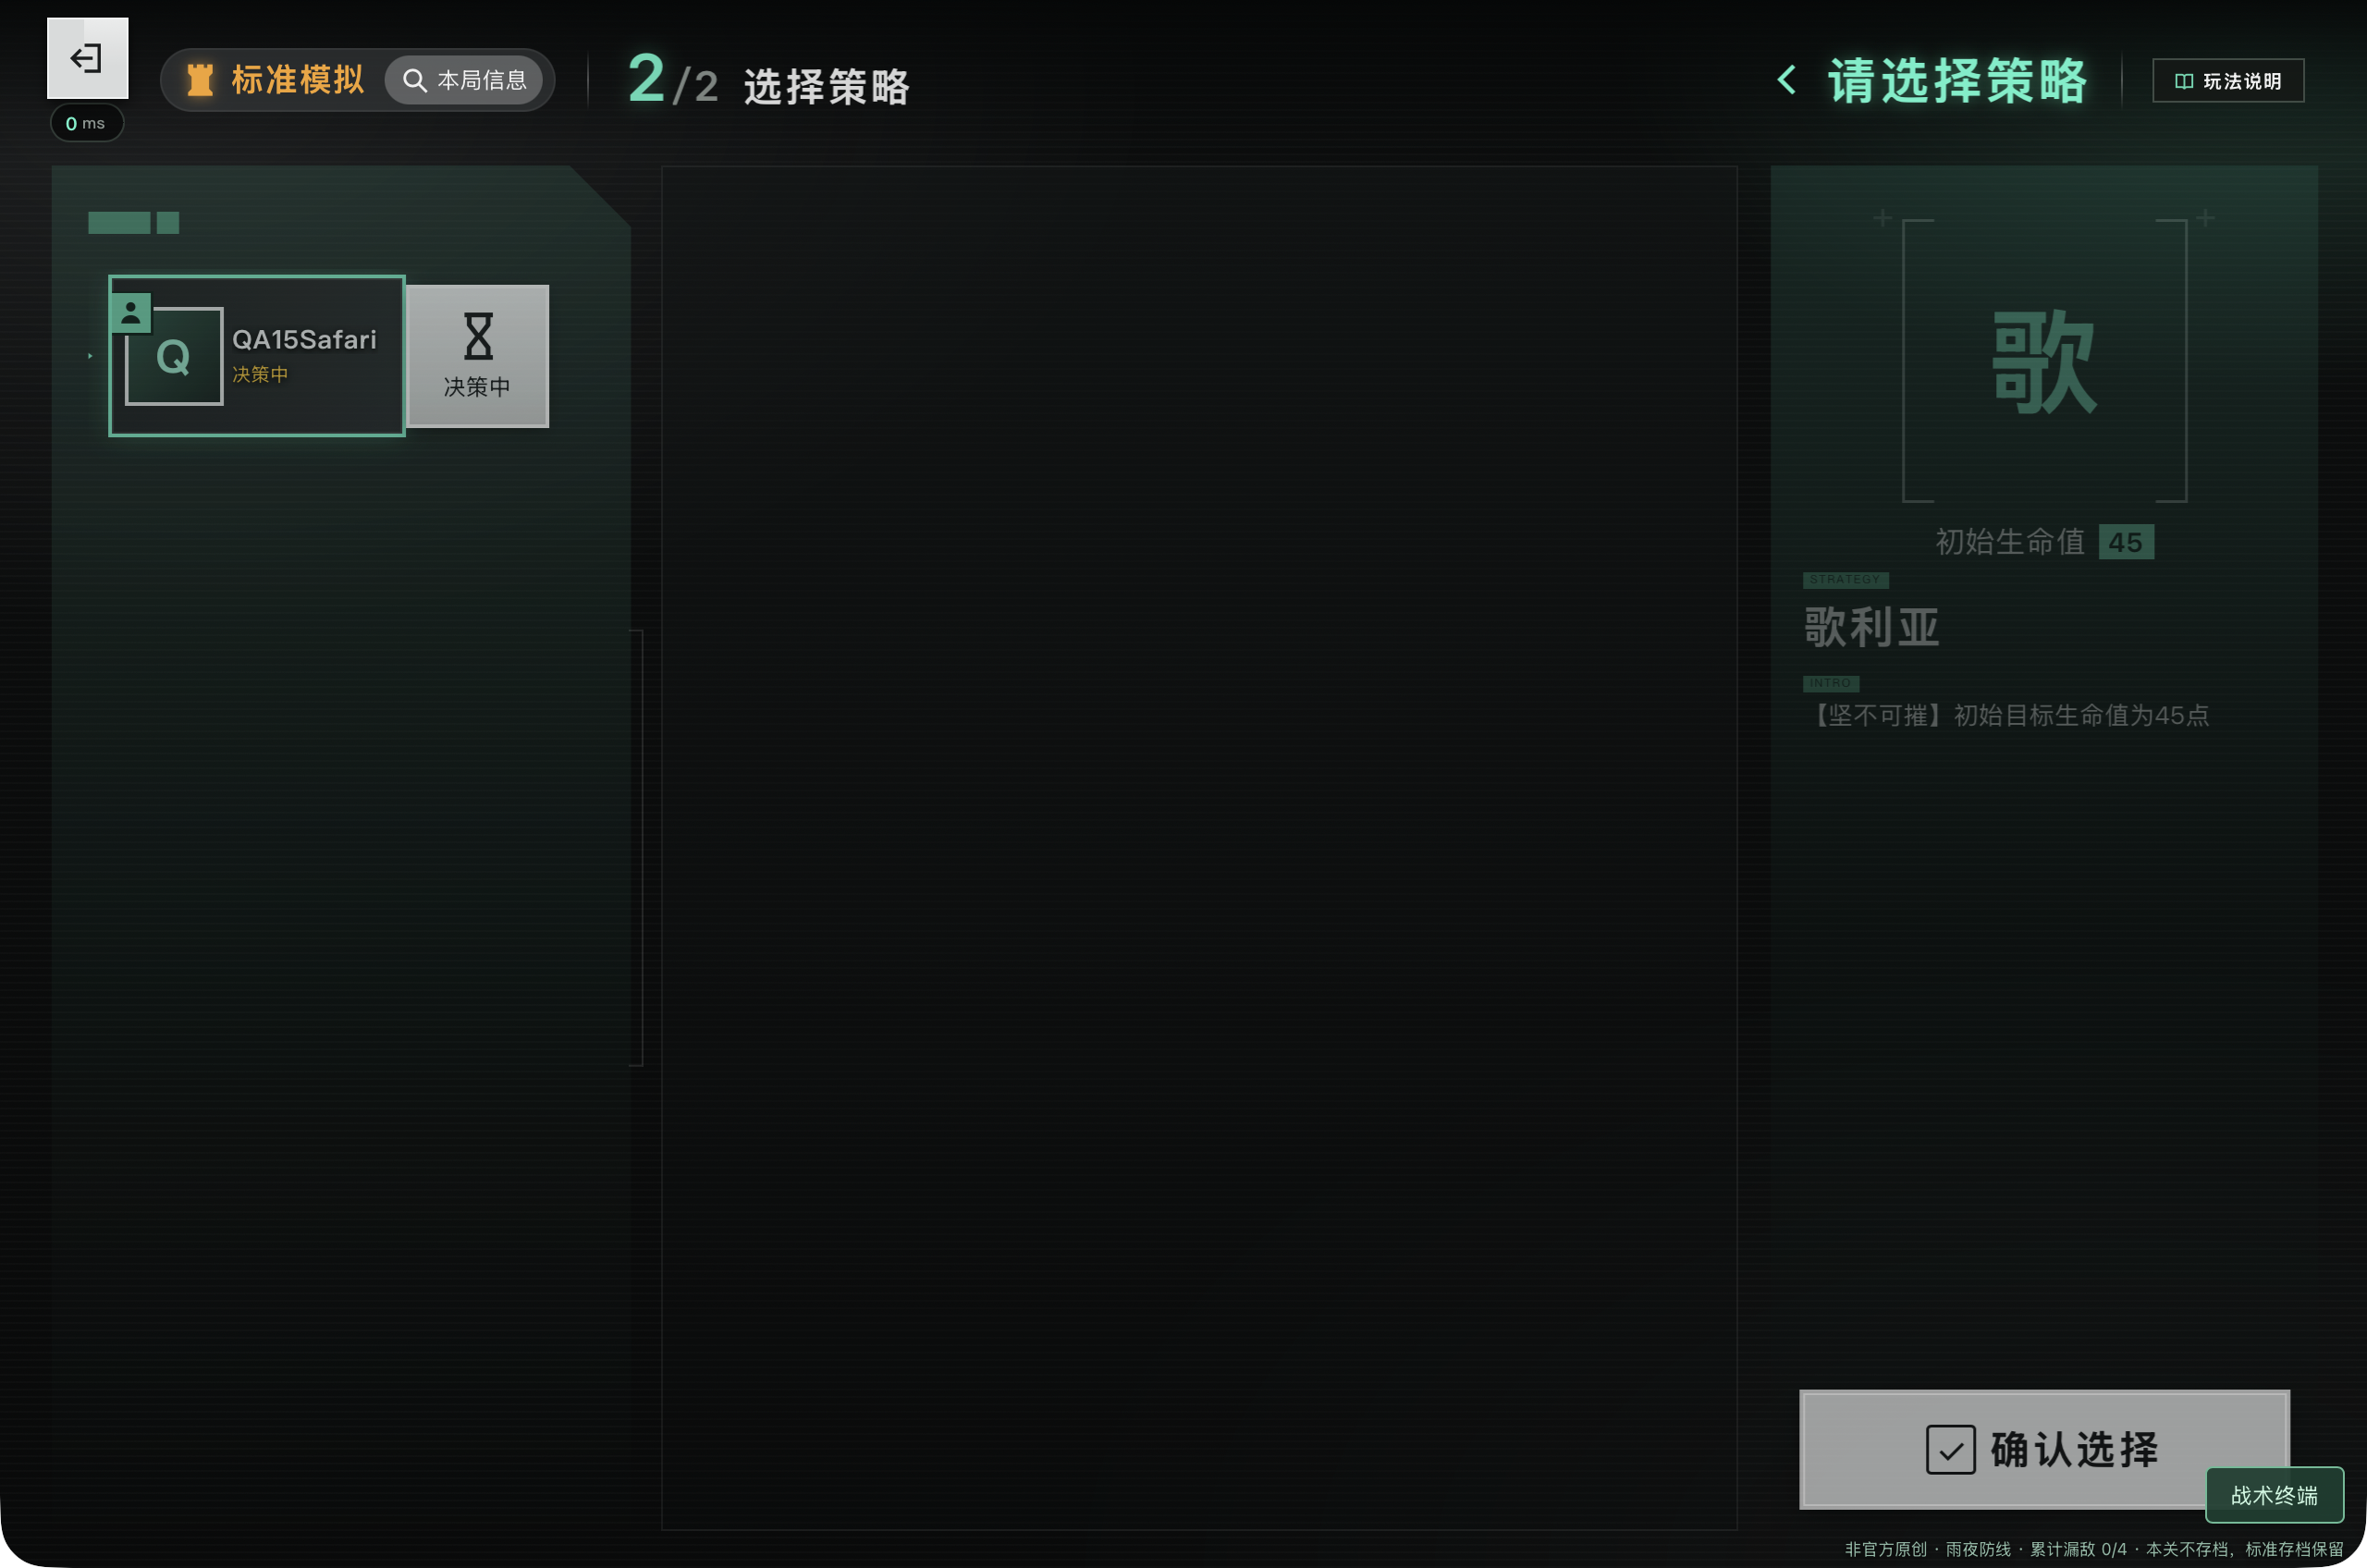 标准模拟
本局信息
2/2 选择策略
请选择策略
玩法说明
0 ms
Q
QA15Safari
决策中
决策中
歌
初始生命值 45
STRATEGY
歌利亚
INTRO
【坚不可摧】初始目标生命值为45点
确认选择
战术终端
非官方原创 · 雨夜防线 · 累计漏敌 0/4 · 本关不存档，标准存档保留